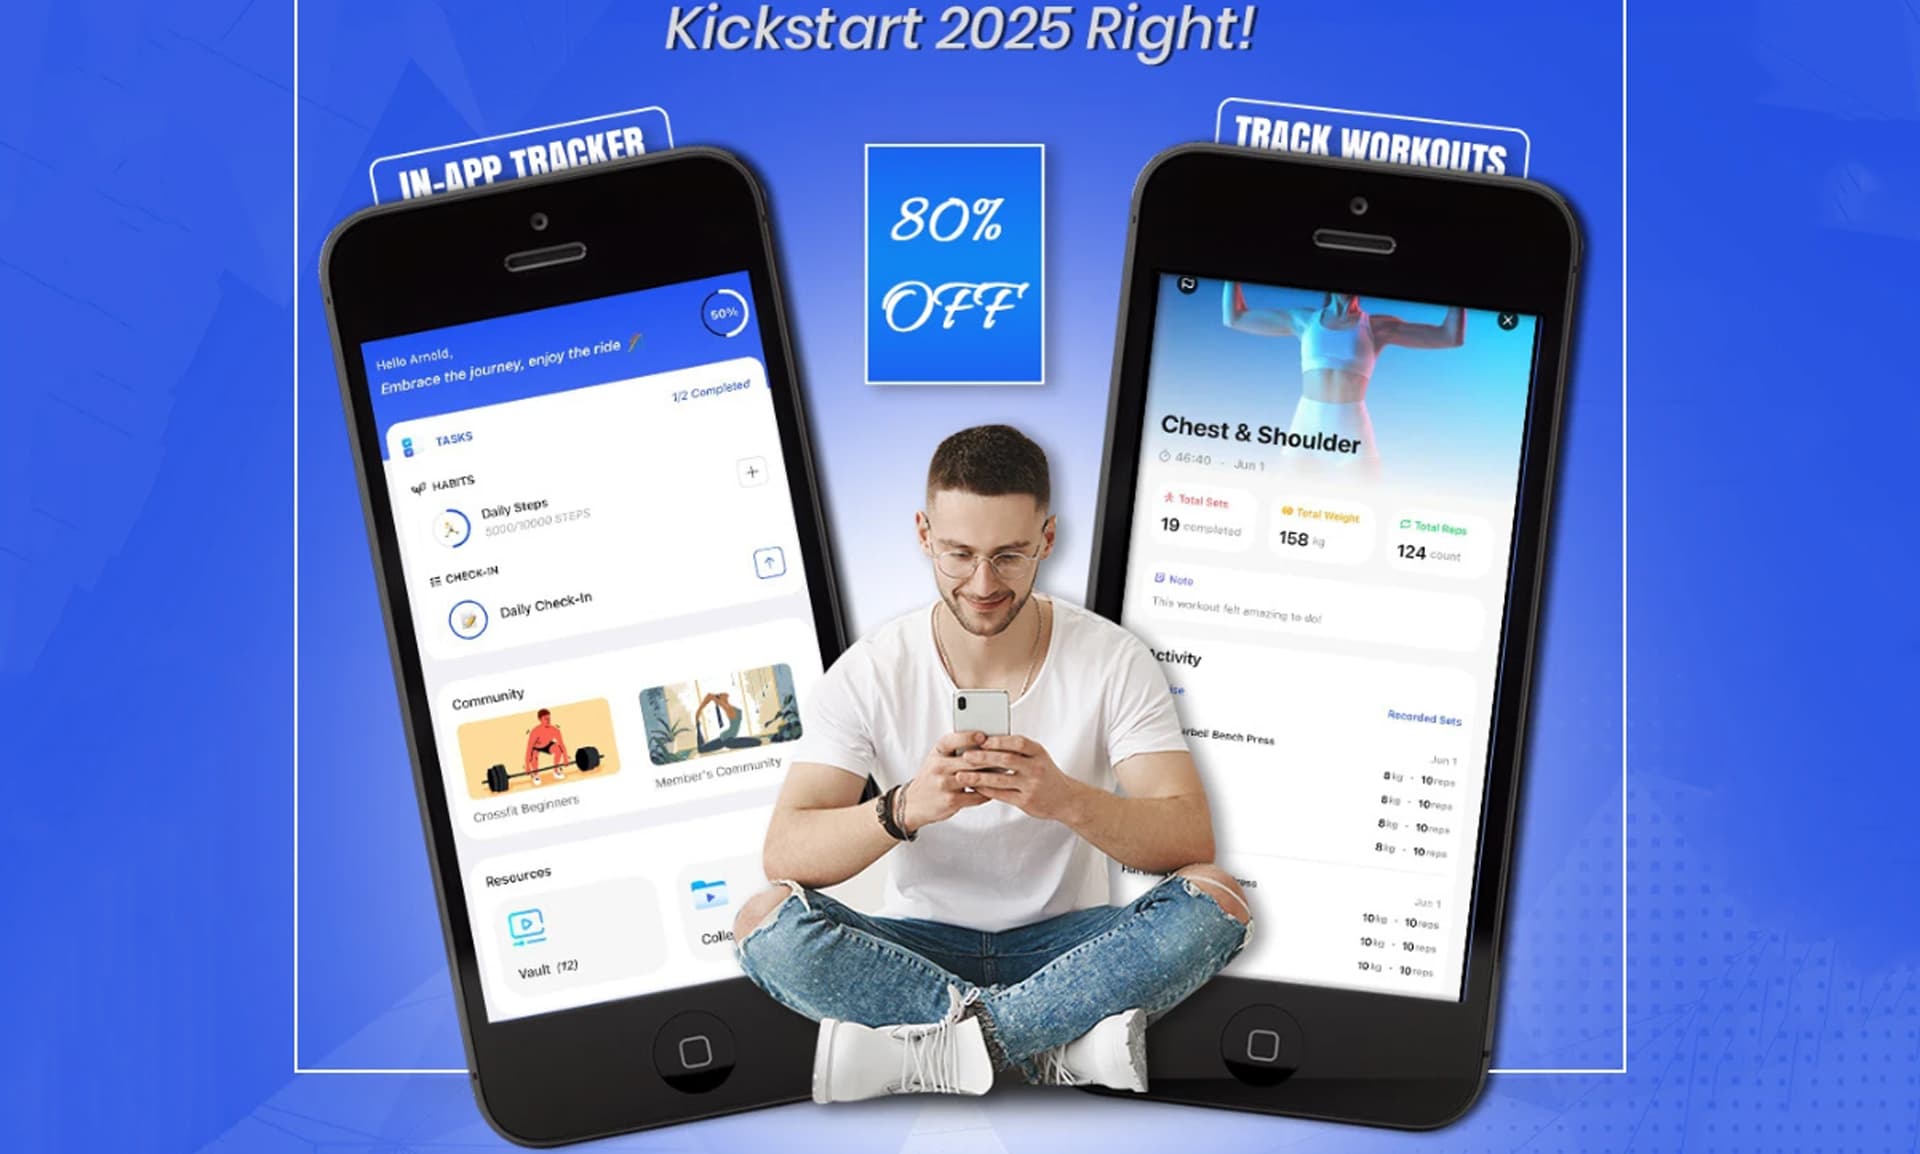 Kickstart 2025 Right!
IN-APP TRACKER
TRACK WORKOUTS
80%
OFF
50%
Hello Arnold,
Embrace the journey, enjoy the ride
1/2 Completed
TASKS
HABITS
Daily Steps
5000/10000 STEPS
CHECK-IN
Daily Check-In
Community
Crossfit Beginners
Member's Community
Resources
Vault (12)
Colle
Chest & Shoulder
46:40 - Jun 1
Total Sets
19 completed
Total Weight
158 kg
Total Reps
124 count
Note
This workout felt amazing to do!
Activity
Recorded Sets
Bench Press
Jun 1
8kg - 10reps
8kg - 10reps
8kg - 10reps
8kg - 10reps
Jun 1
10kg - 10reps
10kg - 10reps
10kg - 10reps